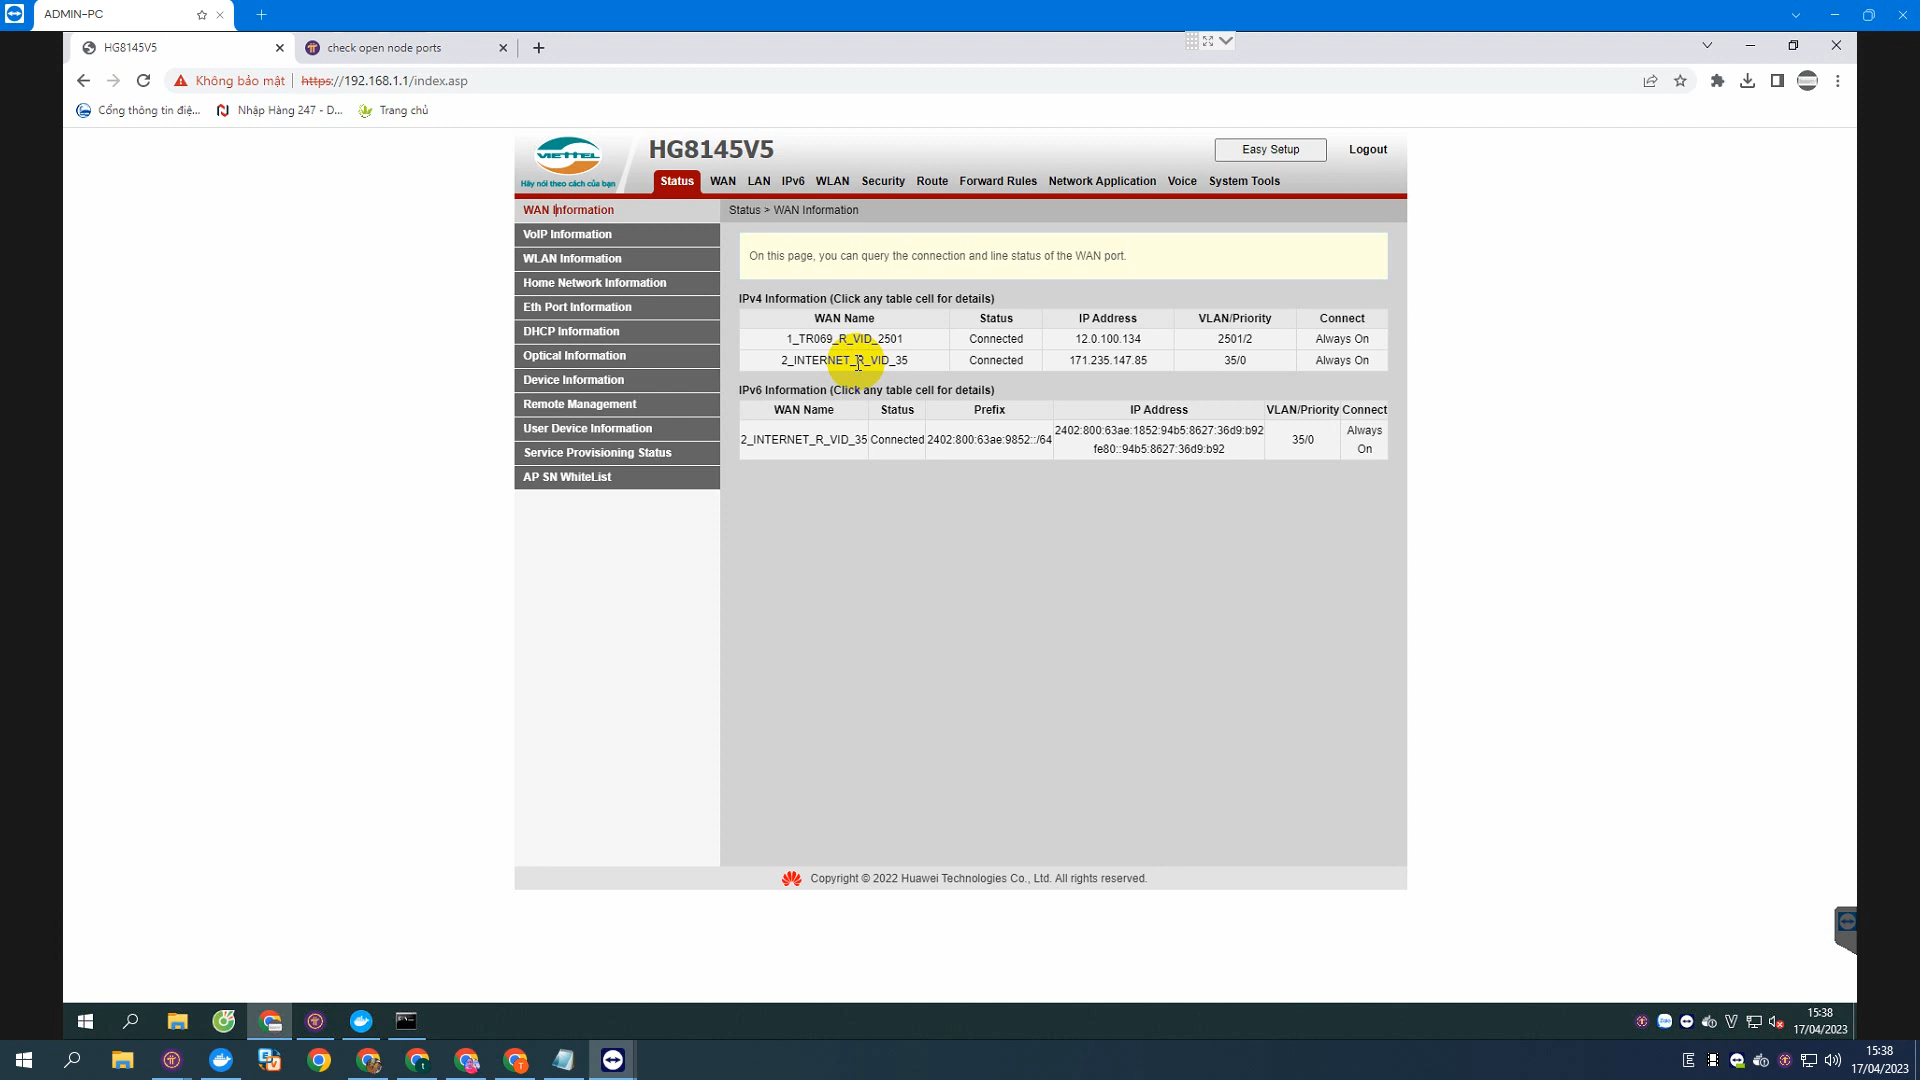 ADMIN-PC
HG8145V5
check open node ports
Không bảo mật
https://192.168.1.1/index.asp
Cổng thông tin điệ...
Nhập Hàng 247 - D...
Trang chủ
VIETTEL
Hãy nói theo cách của bạn
HG8145V5
Easy Setup
Logout
Status WAN LAN IPv6 WLAN Security Route Forward Rules Network Application Voice System Tools
WAN Information
VoIP Information
WLAN Information
Home Network Information
Eth Port Information
DHCP Information
Optical Information
Device Information
Remote Management
User Device Information
Service Provisioning Status
AP SN WhiteList
Status > WAN Information
On this page, you can query the connection and line status of the WAN port.
IPv4 Information (Click any table cell for details)
WAN Name Status IP Address VLAN/Priority Connect
1_TR069_R_VID_2501 Connected 12.0.100.134 2501/2 Always On
2_INTERNET_R_VID_35 Connected 171.235.147.85 35/0 Always On
IPv6 Information (Click any table cell for details)
WAN Name Status Prefix IP Address VLAN/Priority Connect
2_INTERNET_R_VID_35 Connected 2402:800:63ae:9852::/64 2402:800:63ae:1852:94b5:8627:36d9:b92 35/0 Always
fe80::94b5:8627:36d9:b92 On
Copyright © 2022 Huawei Technologies Co., Ltd. All rights reserved.
Zalo
V
15:38
17/04/2023
E
15:38
17/04/2023